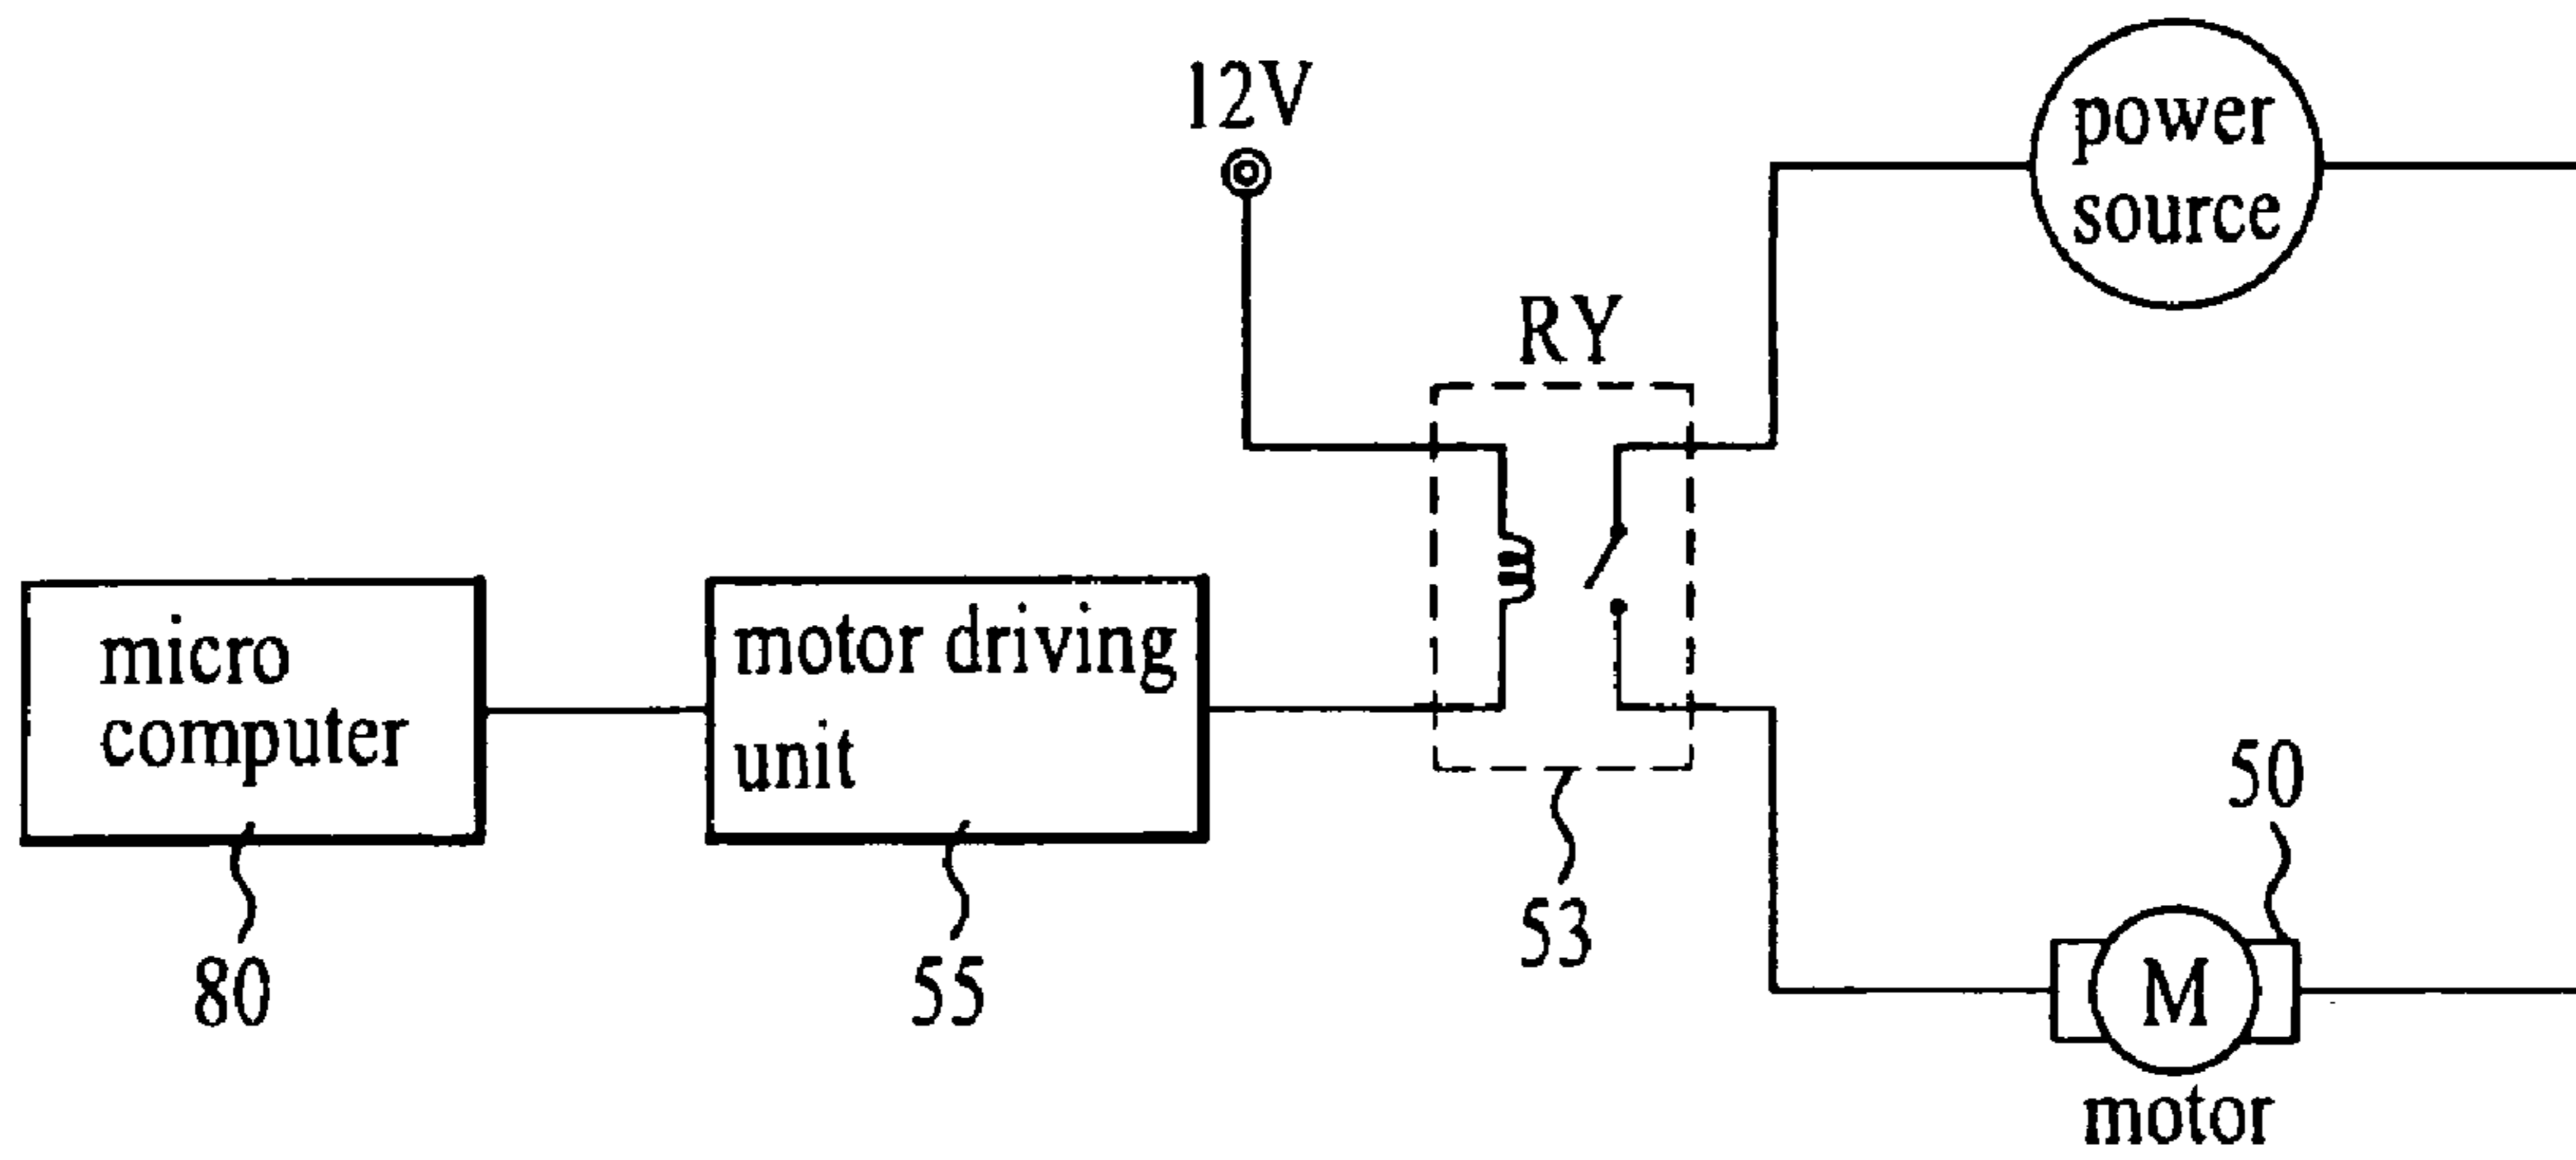 12V
power
source
RY
micro
computer
motor driving
unit
50
53
80
55
M
motor